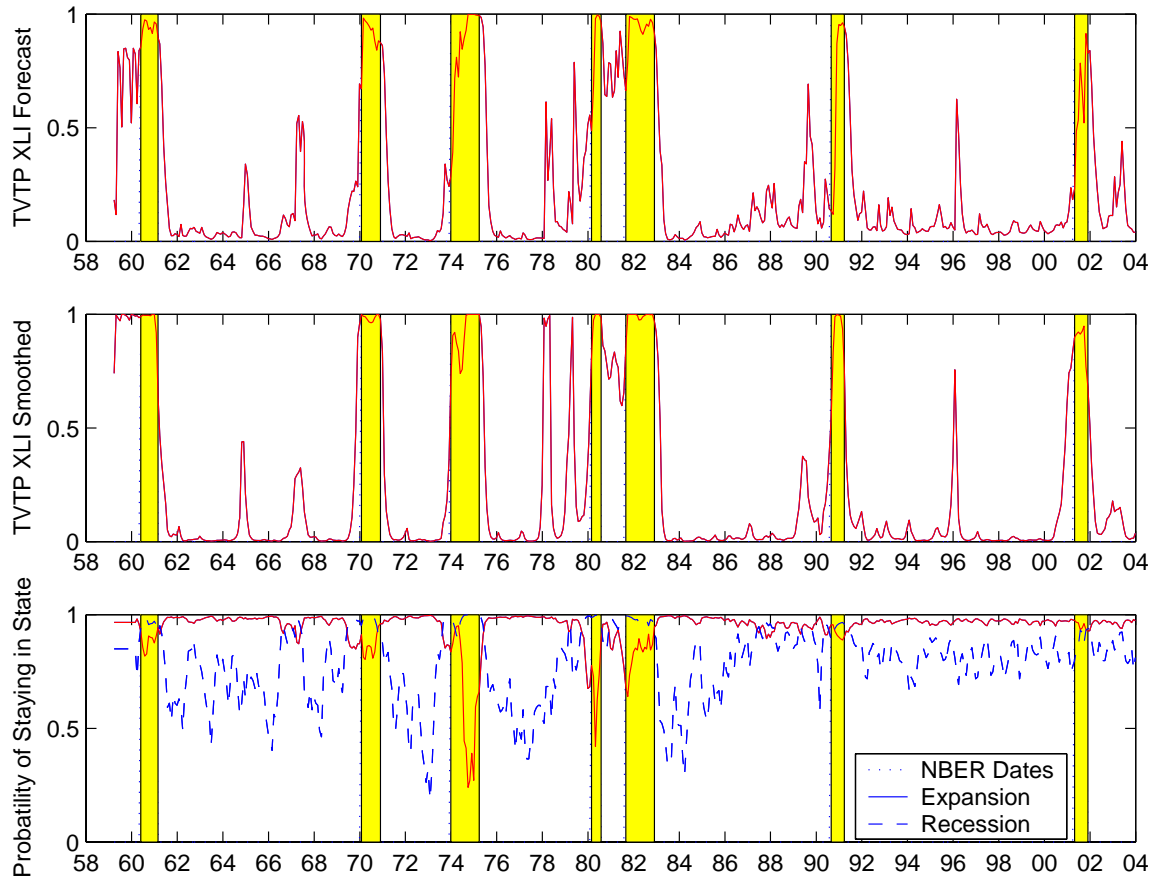 TVTP XLI Forecast
1
0.5
0
58 60 62 64 66 68 70 72 74 76 78 80 82 84 86 88 90 92 94 96 98 00 02 04
TVTP XLI Smoothed
1
0.5
0
58 60 62 64 66 68 70 72 74 76 78 80 82 84 86 88 90 92 94 96 98 00 02 04
Probatility of Staying in State
1
0.5
0
NBER Dates
Expansion
Recession
58 60 62 64 66 68 70 72 74 76 78 80 82 84 86 88 90 92 94 96 98 00 02 04